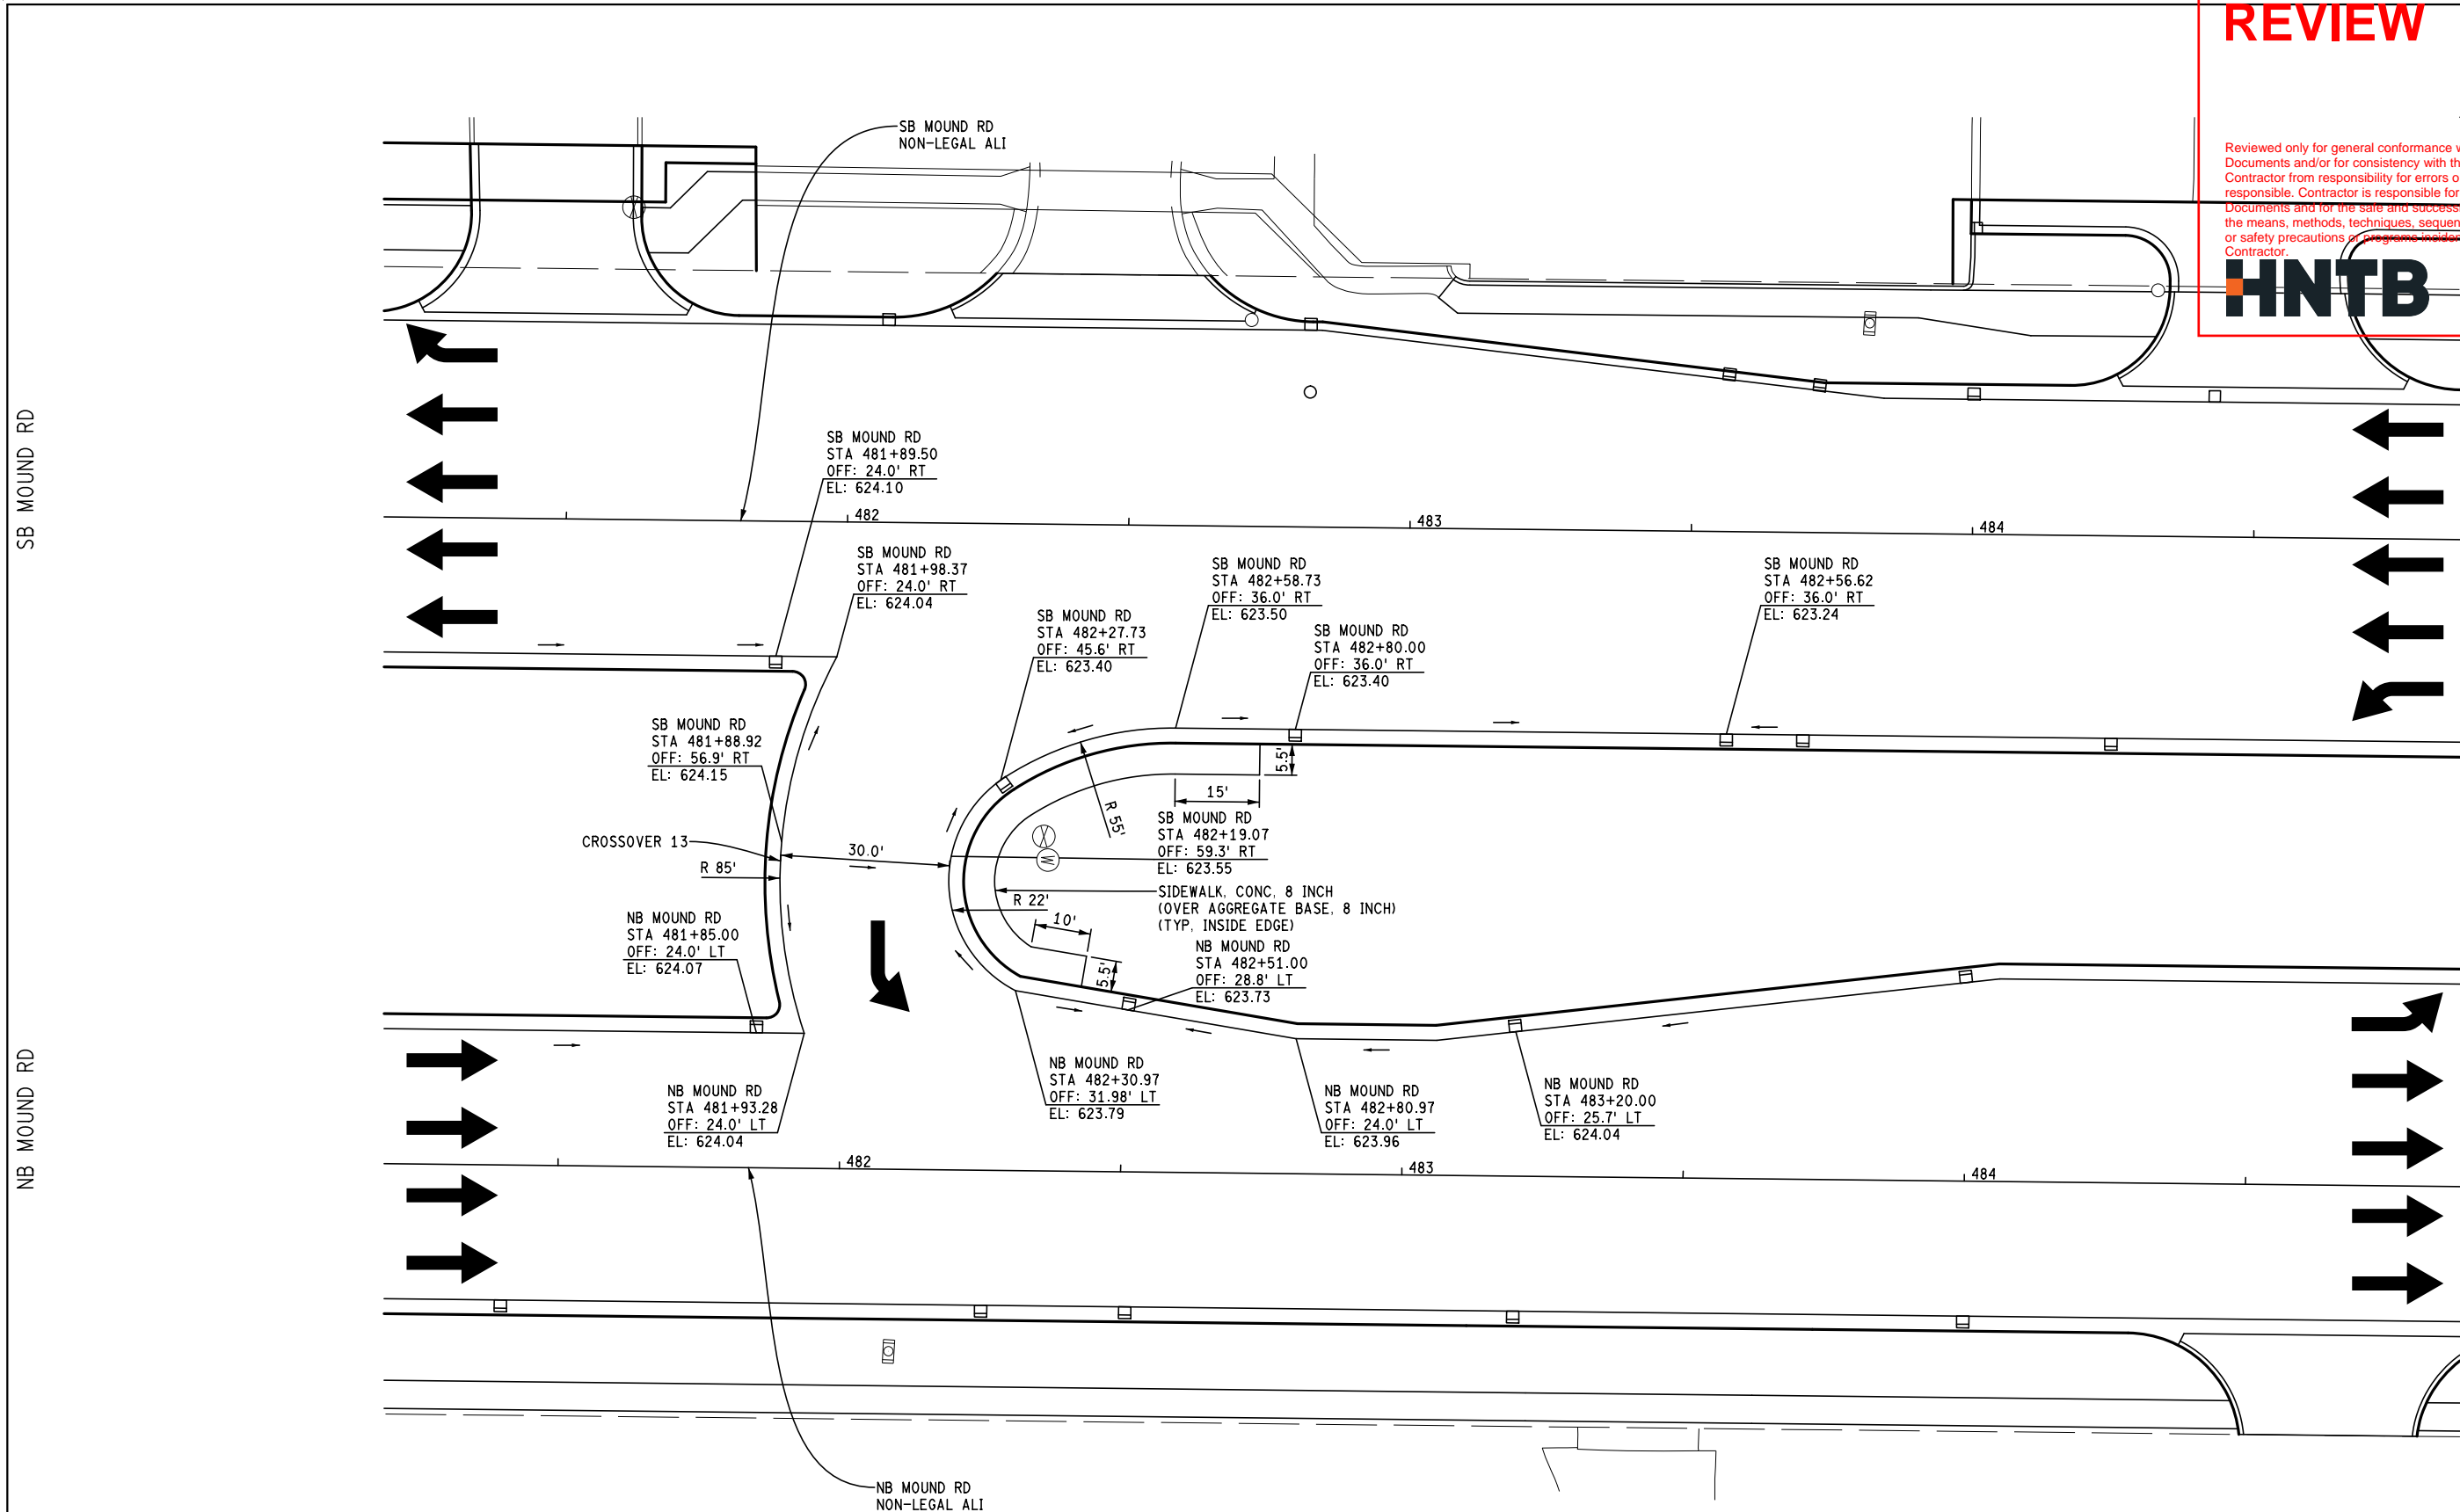 REVIEW
Reviewed only for general conformance
Documents and/or for consistency with
Contractor from responsibility for errors
responsible. Contractor is responsible for
Documents and for the safe and
the means, methods, techniques,
or safety precautions or programs
Contractor.
HNTB
SB MOUND RD
NON-LEGAL ALI
SB MOUND RD
NB MOUND RD
SB MOUND RD
STA 481+89.50
OFF: 24.0' RT
EL: 624.10
482
483
484
SB MOUND RD
STA 481+98.37
OFF: 24.0' RT
EL: 624.04
SB MOUND RD
STA 482+27.73
OFF: 45.6' RT
EL: 623.40
SB MOUND RD
STA 482+58.73
OFF: 36.0' RT
EL: 623.50
SB MOUND RD
STA 482+80.00
OFF: 36.0' RT
EL: 623.40
SB MOUND RD
STA 482+56.62
OFF: 36.0' RT
EL: 623.24
SB MOUND RD
STA 481+88.92
OFF: 56.9' RT
EL: 624.15
5.5'
15'
R 55'
SB MOUND RD
STA 482+19.07
OFF: 59.3' RT
EL: 623.55
CROSSOVER 13
30.0'
R 85'
W
SIDEWALK, CONC, 8 INCH
(OVER AGGREGATE BASE, 8 INCH)
(TYP, INSIDE EDGE)
R 22'
10'
5.5'
NB MOUND RD
STA 481+85.00
OFF: 24.0' LT
EL: 624.07
NB MOUND RD
STA 482+51.00
OFF: 28.8' LT
EL: 623.73
NB MOUND RD
STA 481+93.28
OFF: 24.0' LT
EL: 624.04
NB MOUND RD
STA 482+30.97
OFF: 31.98' LT
EL: 623.79
NB MOUND RD
STA 482+80.97
OFF: 24.0' LT
EL: 623.96
NB MOUND RD
STA 483+20.00
OFF: 25.7' LT
EL: 624.04
482
483
484
NB MOUND RD
NON-LEGAL ALI